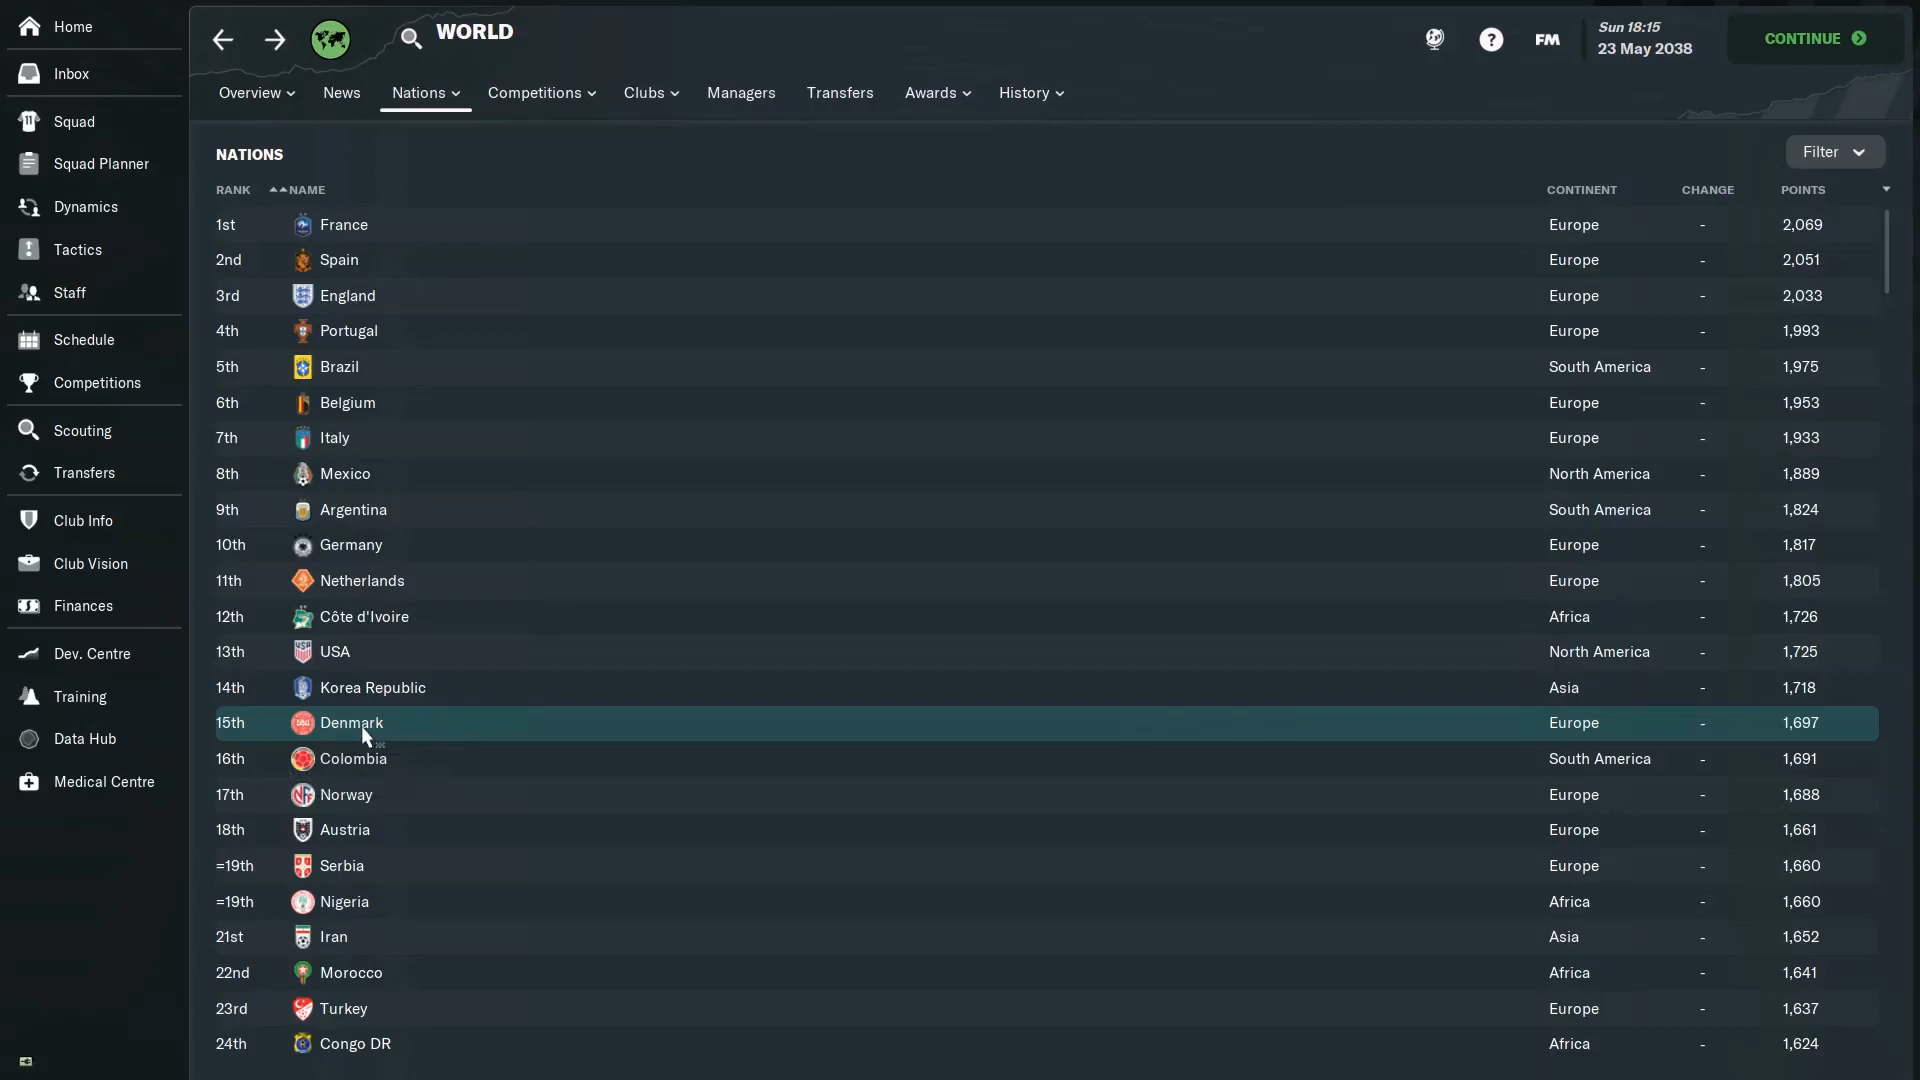 Home
Inbox
Squad
Squad Planner
Dynamics
Tactics
Staff
Schedule
Competitions
Scouting
Transfers
Club Info
Club Vision
Finances
Dev. Centre
Training
Data Hub
Medical Centre
WORLD
? FM
Sun 18:15
23 May 2038
CONTINUE
Overview News Nations Competitions Clubs Managers Transfers Awards History
NATIONS
Filter
RANK NAME CONTINENT CHANGE POINTS
1st France Europe - 2,069
2nd Spain Europe - 2,051
3rd England Europe - 2,033
4th Portugal Europe - 1,993
5th Brazil South America - 1,975
6th Belgium Europe - 1,953
7th Italy Europe - 1,933
8th Mexico North America - 1,889
9th Argentina South America - 1,824
10th Germany Europe - 1,817
11th Netherlands Europe - 1,805
12th Côte d'Ivoire Africa - 1,726
13th USA North America - 1,725
14th Korea Republic Asia - 1,718
15th Denmark Europe - 1,697
16th Colombia South America - 1,691
17th Norway Europe - 1,688
18th Austria Europe - 1,661
=19th Serbia Europe - 1,660
=19th Nigeria Africa - 1,660
21st Iran Asia - 1,652
22nd Morocco Africa - 1,641
23rd Turkey Europe - 1,637
24th Congo DR Africa - 1,624